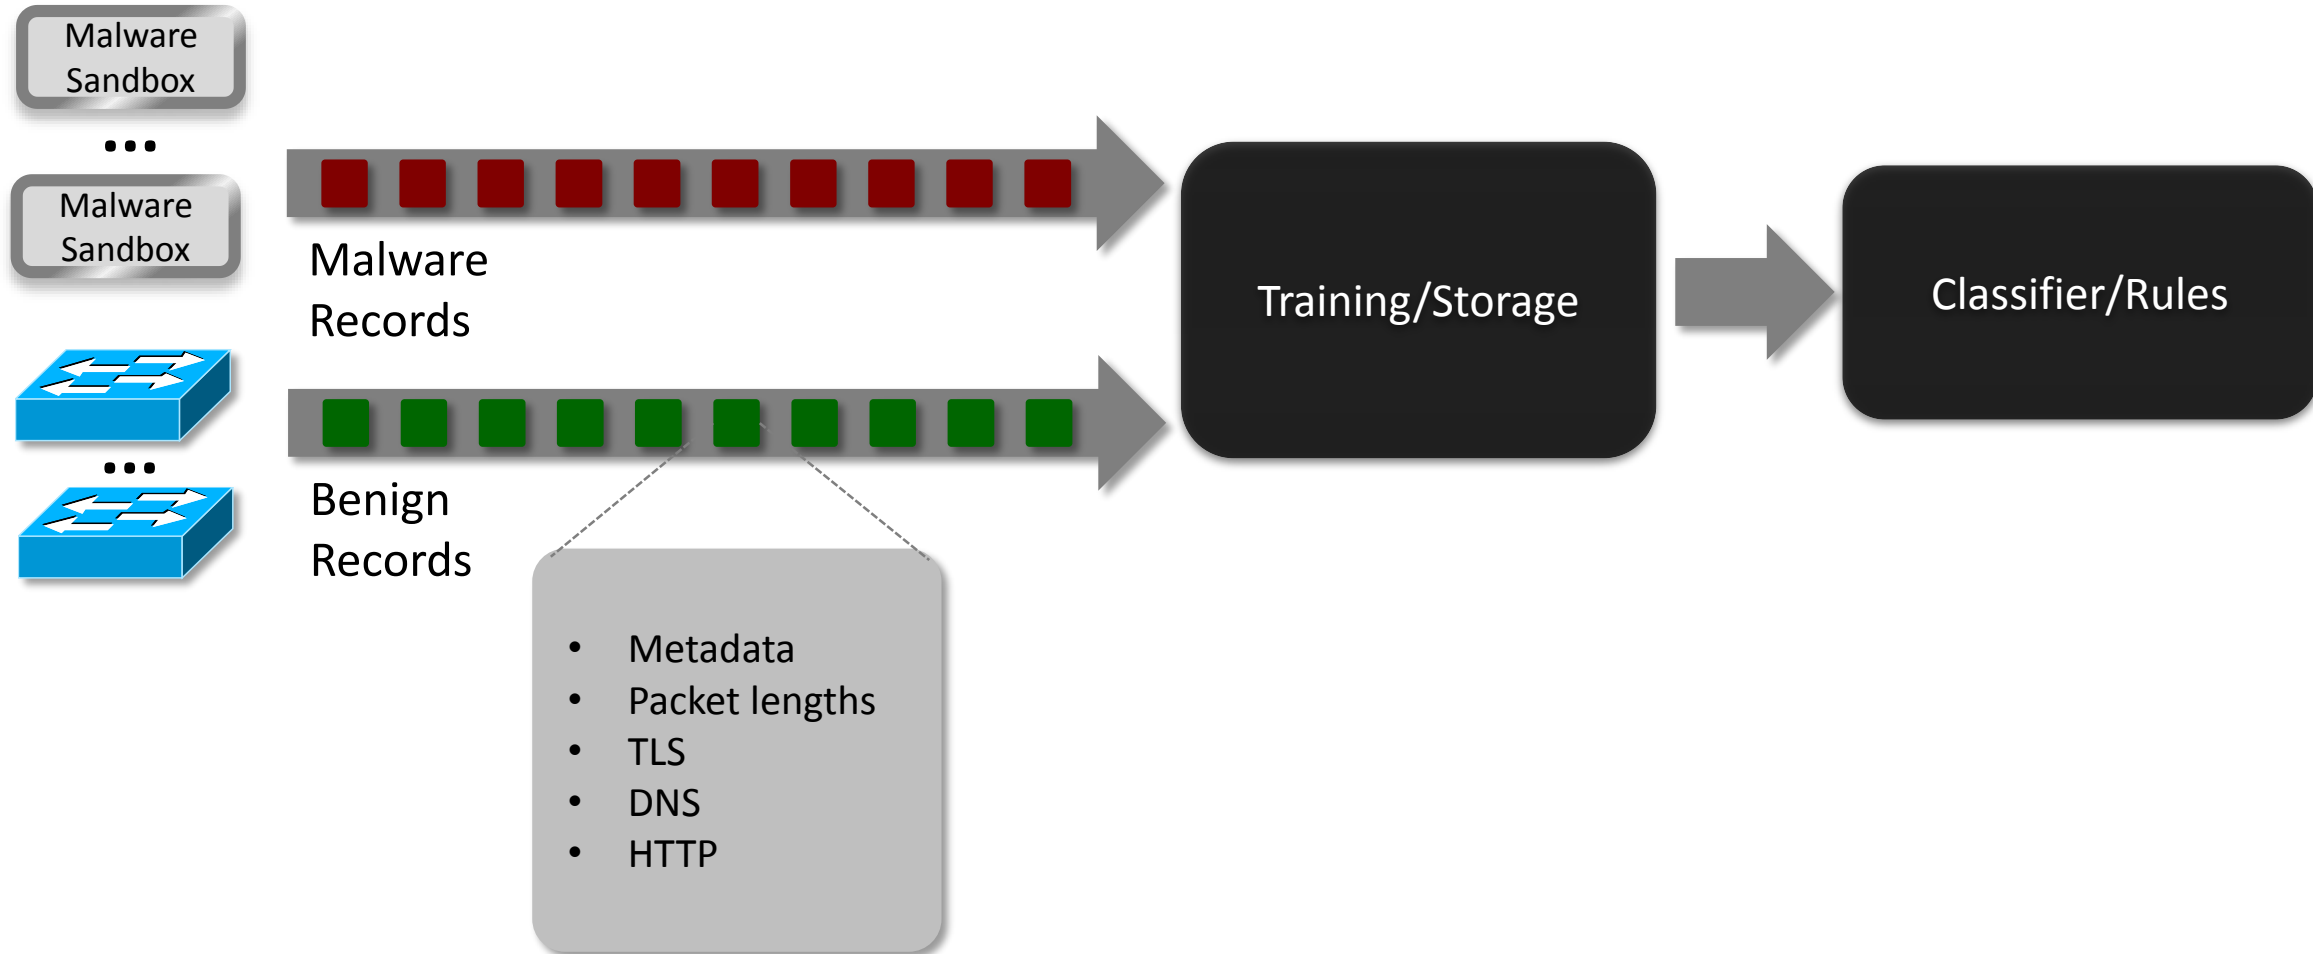 Malware
Sandbox
...
Malware
Sandbox
Malware
Records
...
Benign
Records
• Metadata
• Packet lengths
• TLS
• DNS
• HTTP
Training/Storage
Classifier/Rules